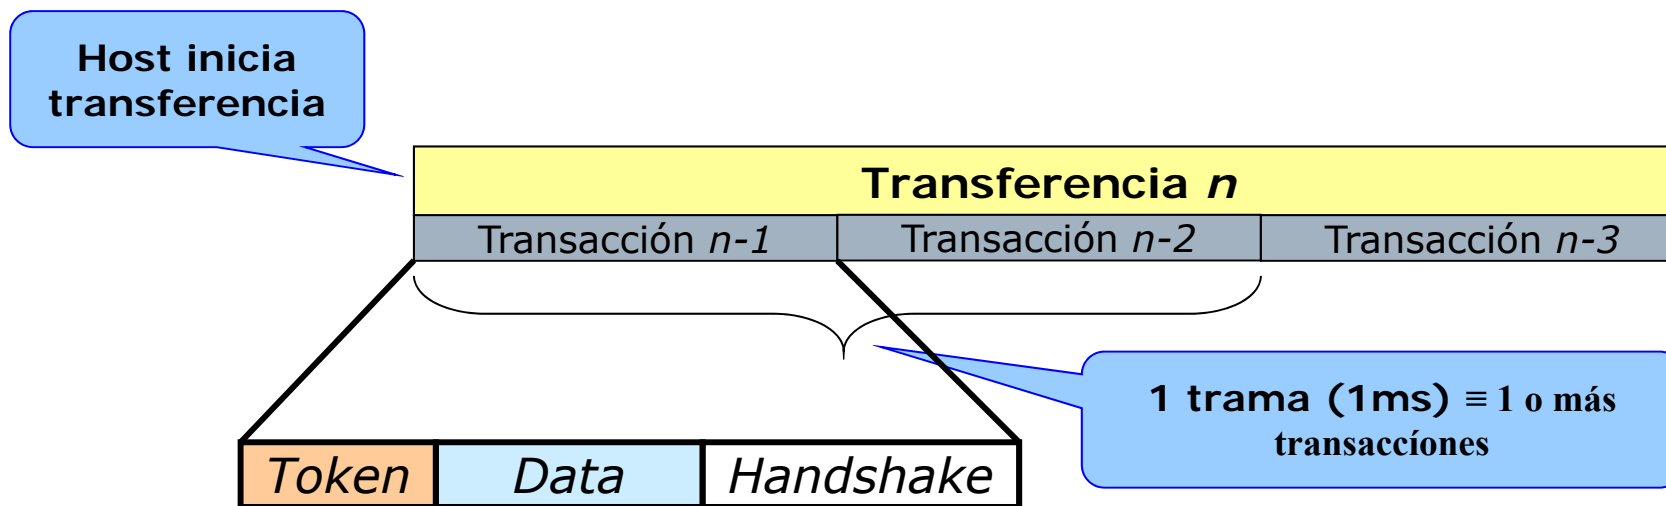 Host inicia
transferencia
Transferencia n
Transacción n-1
Transacción n-2
Transacción n-3
1 trama (1ms) ≡ 1 o más
transaccíones
Token
Data
Handshake